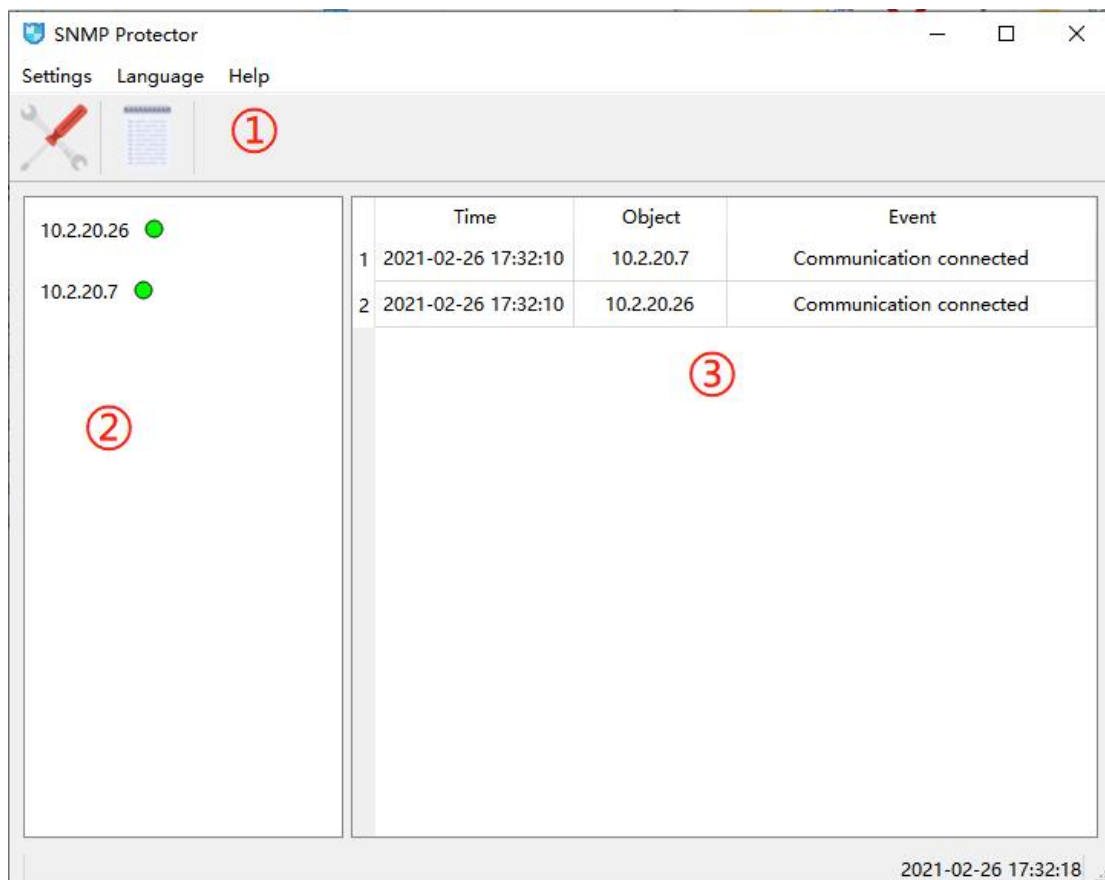 SNMP Protector
Settings Language Help
①
10.2.20.26
10.2.20.7
②
Time Object Event
1 2021-02-26 17:32:10 10.2.20.7 Communication connected
2 2021-02-26 17:32:10 10.2.20.26 Communication connected
③
2021-02-26 17:32:18